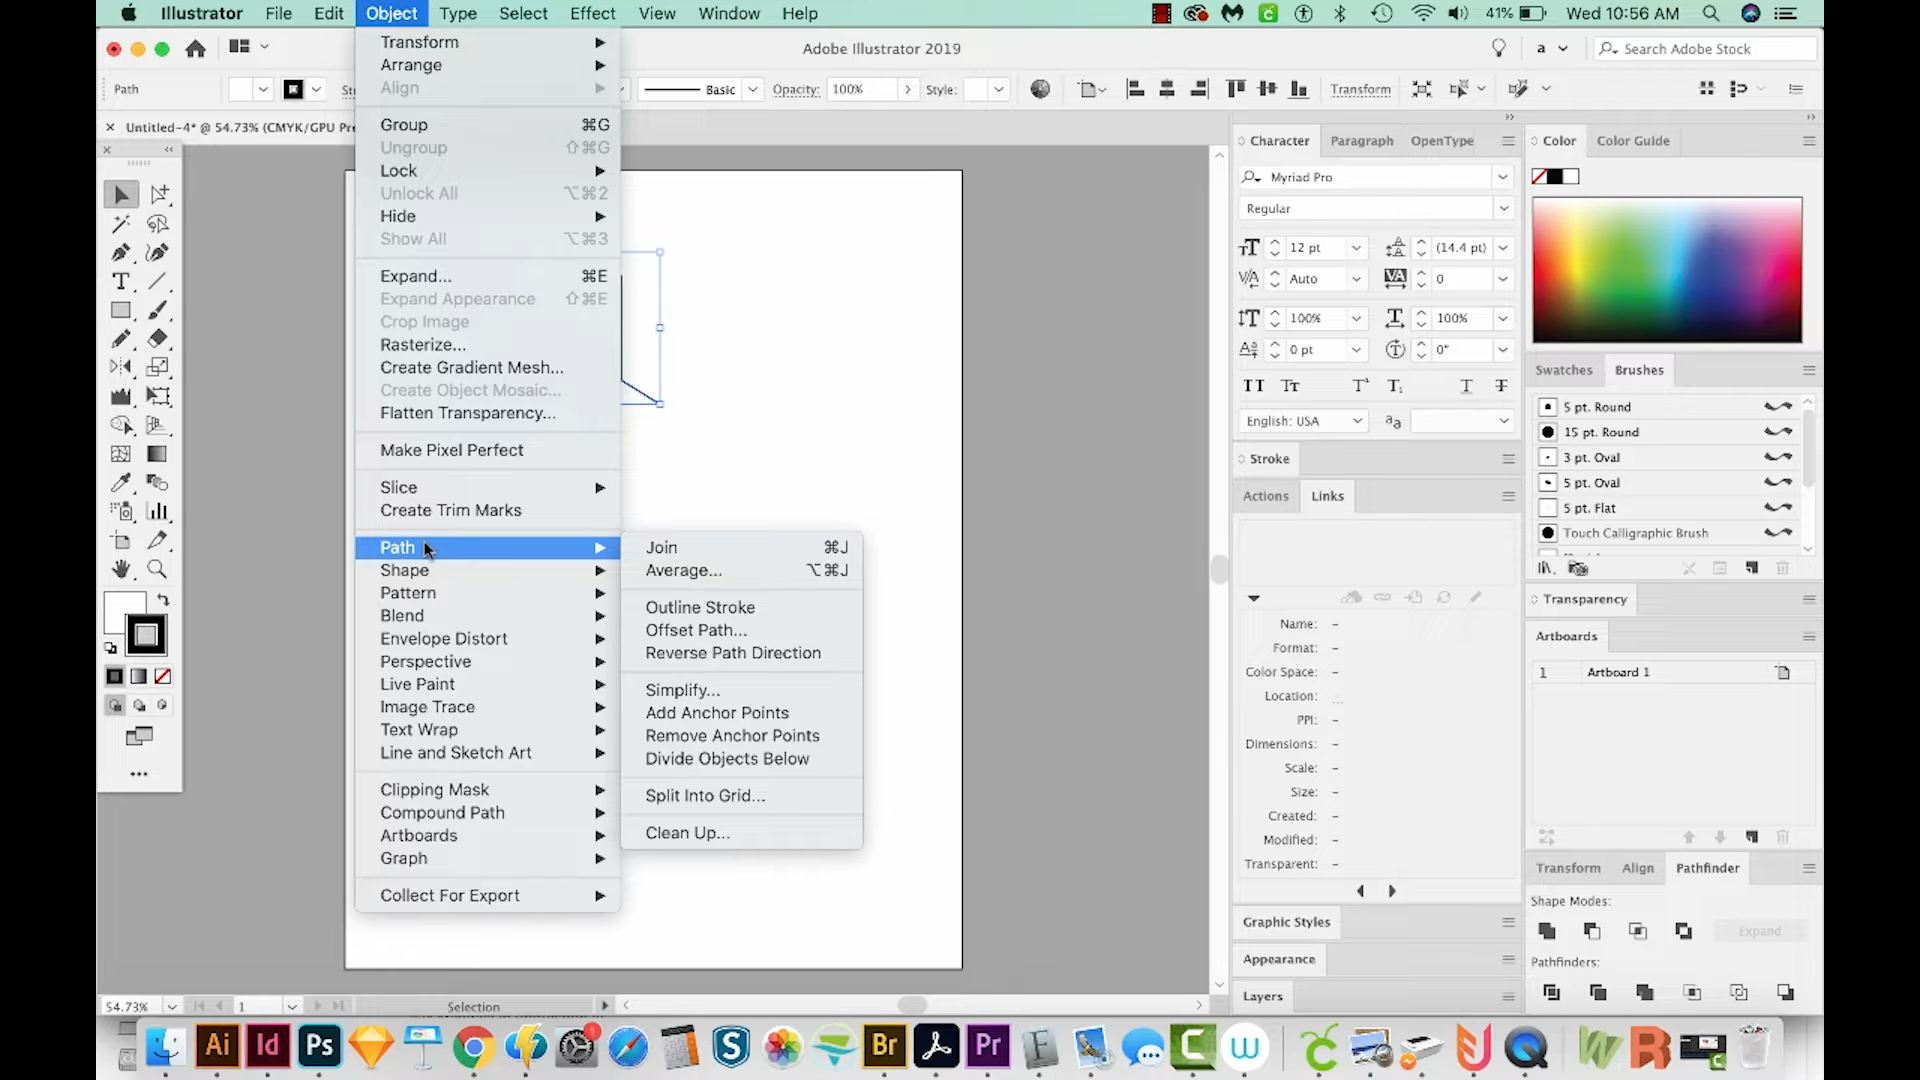 Illustrator File Edit Object Type Select Effect View Window Help
41% Wed 10:56 AM
Adobe Illustrator 2019
a
Search Adobe Stock
Path
Basic
Opacity: 100%
Style:
Transform
Untitled-4* @ 54.73% (CMYK/GPU Pre
Transform
Arrange
Align
Group ⌘G
Ungroup ⇧⌘G
Lock
Unlock All ⌥⌘2
Hide
Show All ⌥⌘3
Expand... ⌘E
Expand Appearance ⇧⌘E
Crop Image
Rasterize...
Create Gradient Mesh...
Create Object Mosaic...
Flatten Transparency...
Make Pixel Perfect
Slice
Create Trim Marks
Path
Shape
Pattern
Blend
Envelope Distort
Perspective
Live Paint
Image Trace
Text Wrap
Line and Sketch Art
Clipping Mask
Compound Path
Artboards
Graph
Collect For Export
Join ⌘J
Average... ⌥⌘J
Outline Stroke
Offset Path...
Reverse Path Direction
Simplify...
Add Anchor Points
Remove Anchor Points
Divide Objects Below
Split Into Grid...
Clean Up...
Character Paragraph OpenType
Myriad Pro
Regular
12 pt (14.4 pt)
Auto 0
100% 100%
0 pt 0°
English: USA
Stroke
Actions Links
Name: –
Format: –
Color Space: –
Location: ...
PPI: –
Dimensions: –
Scale: –
Size: –
Created: –
Modified: –
Transparent: –
Graphic Styles
Appearance
Layers
Color Color Guide
Swatches Brushes
5 pt. Round
15 pt. Round
3 pt. Oval
5 pt. Oval
5 pt. Flat
Touch Calligraphic Brush
Transparency
Artboards
1 Artboard 1
Transform Align Pathfinder
Shape Modes:
Expand
Pathfinders:
54.73% 1 Selection
Ai Id Ps S Br Pr